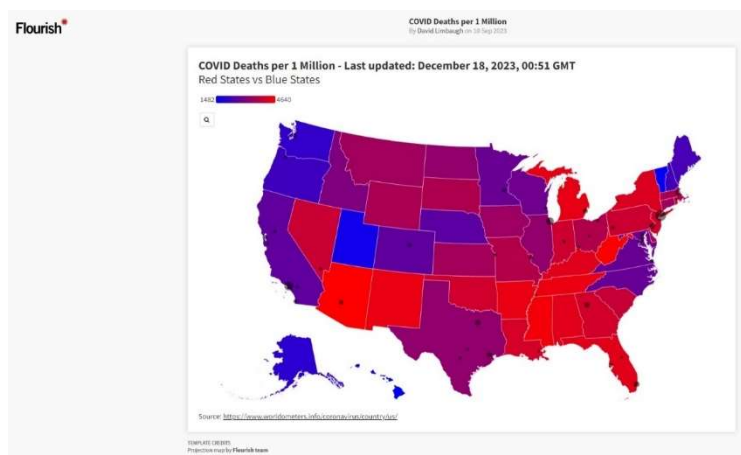 Flourish
COVID Deaths per 1 Million
By David Limbaugh on 18 Sep 2023
COVID Deaths per 1 Million - Last updated: December 18, 2023, 00:51 GMT
Red States vs Blue States
1482 4640
Source: https://www.worldometers.info/coronavirus/country/us/
TEMPLATE CREDITS
Projection map by Flourish team